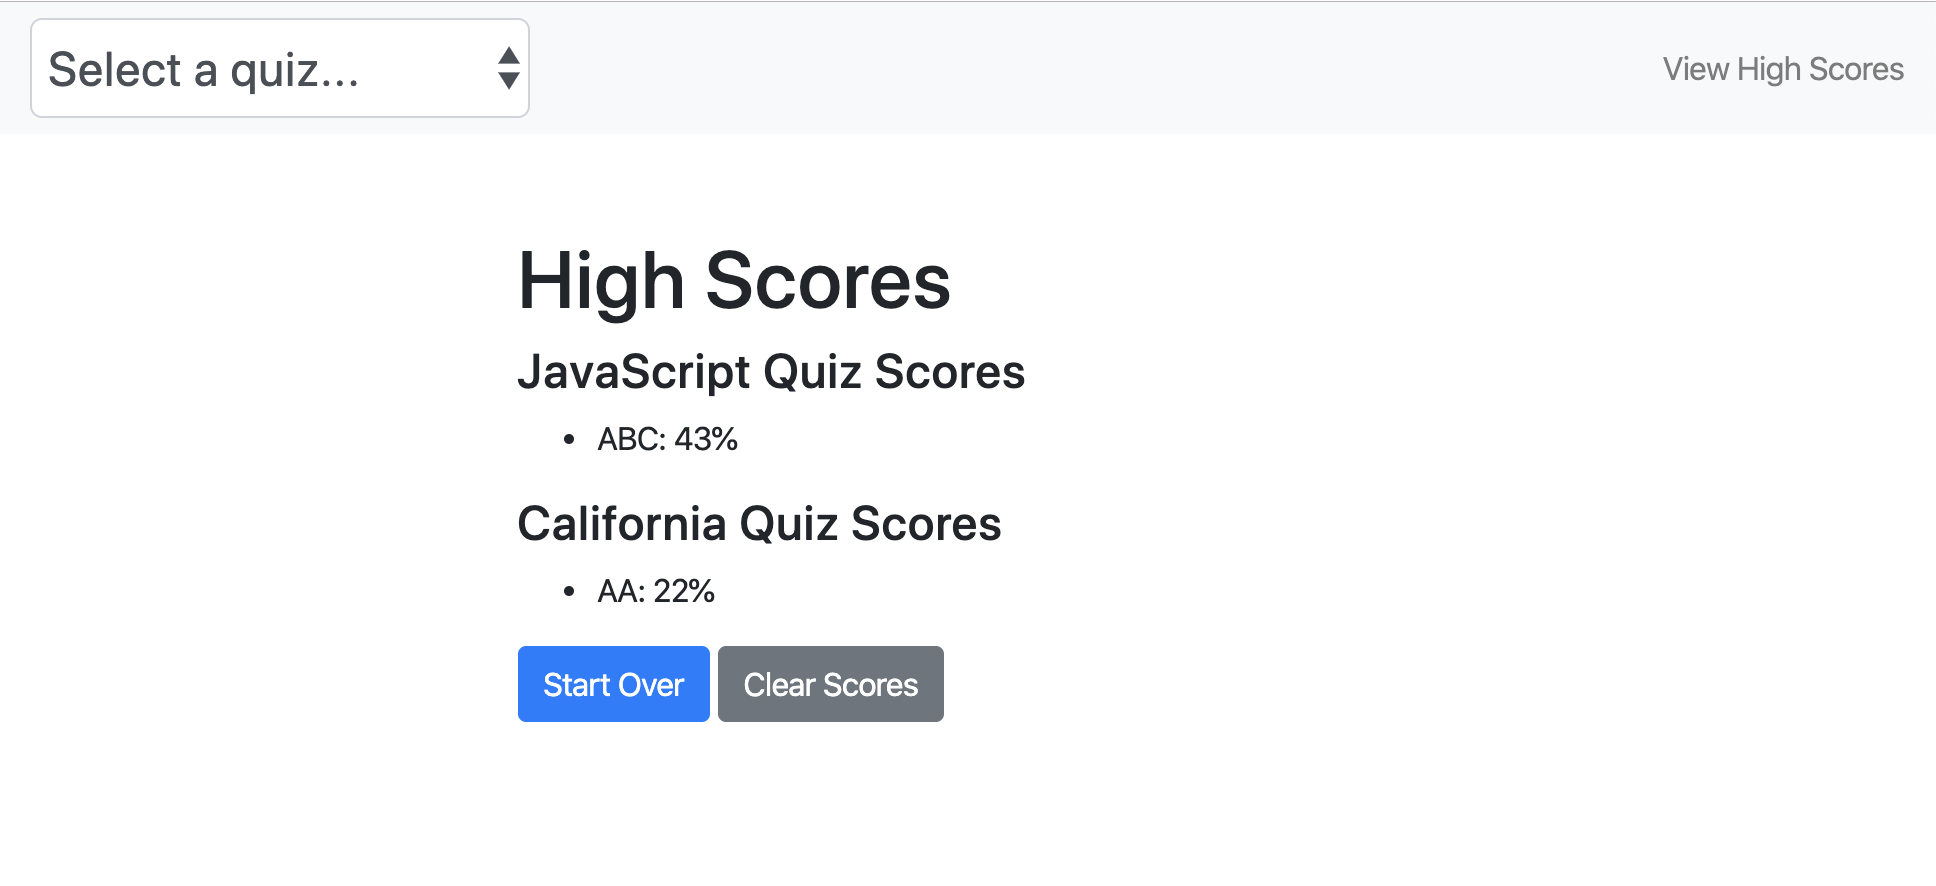 Select a quiz...
View High Scores
High Scores
JavaScript Quiz Scores
• ABC: 43%
California Quiz Scores
• AA: 22%
Start Over
Clear Scores